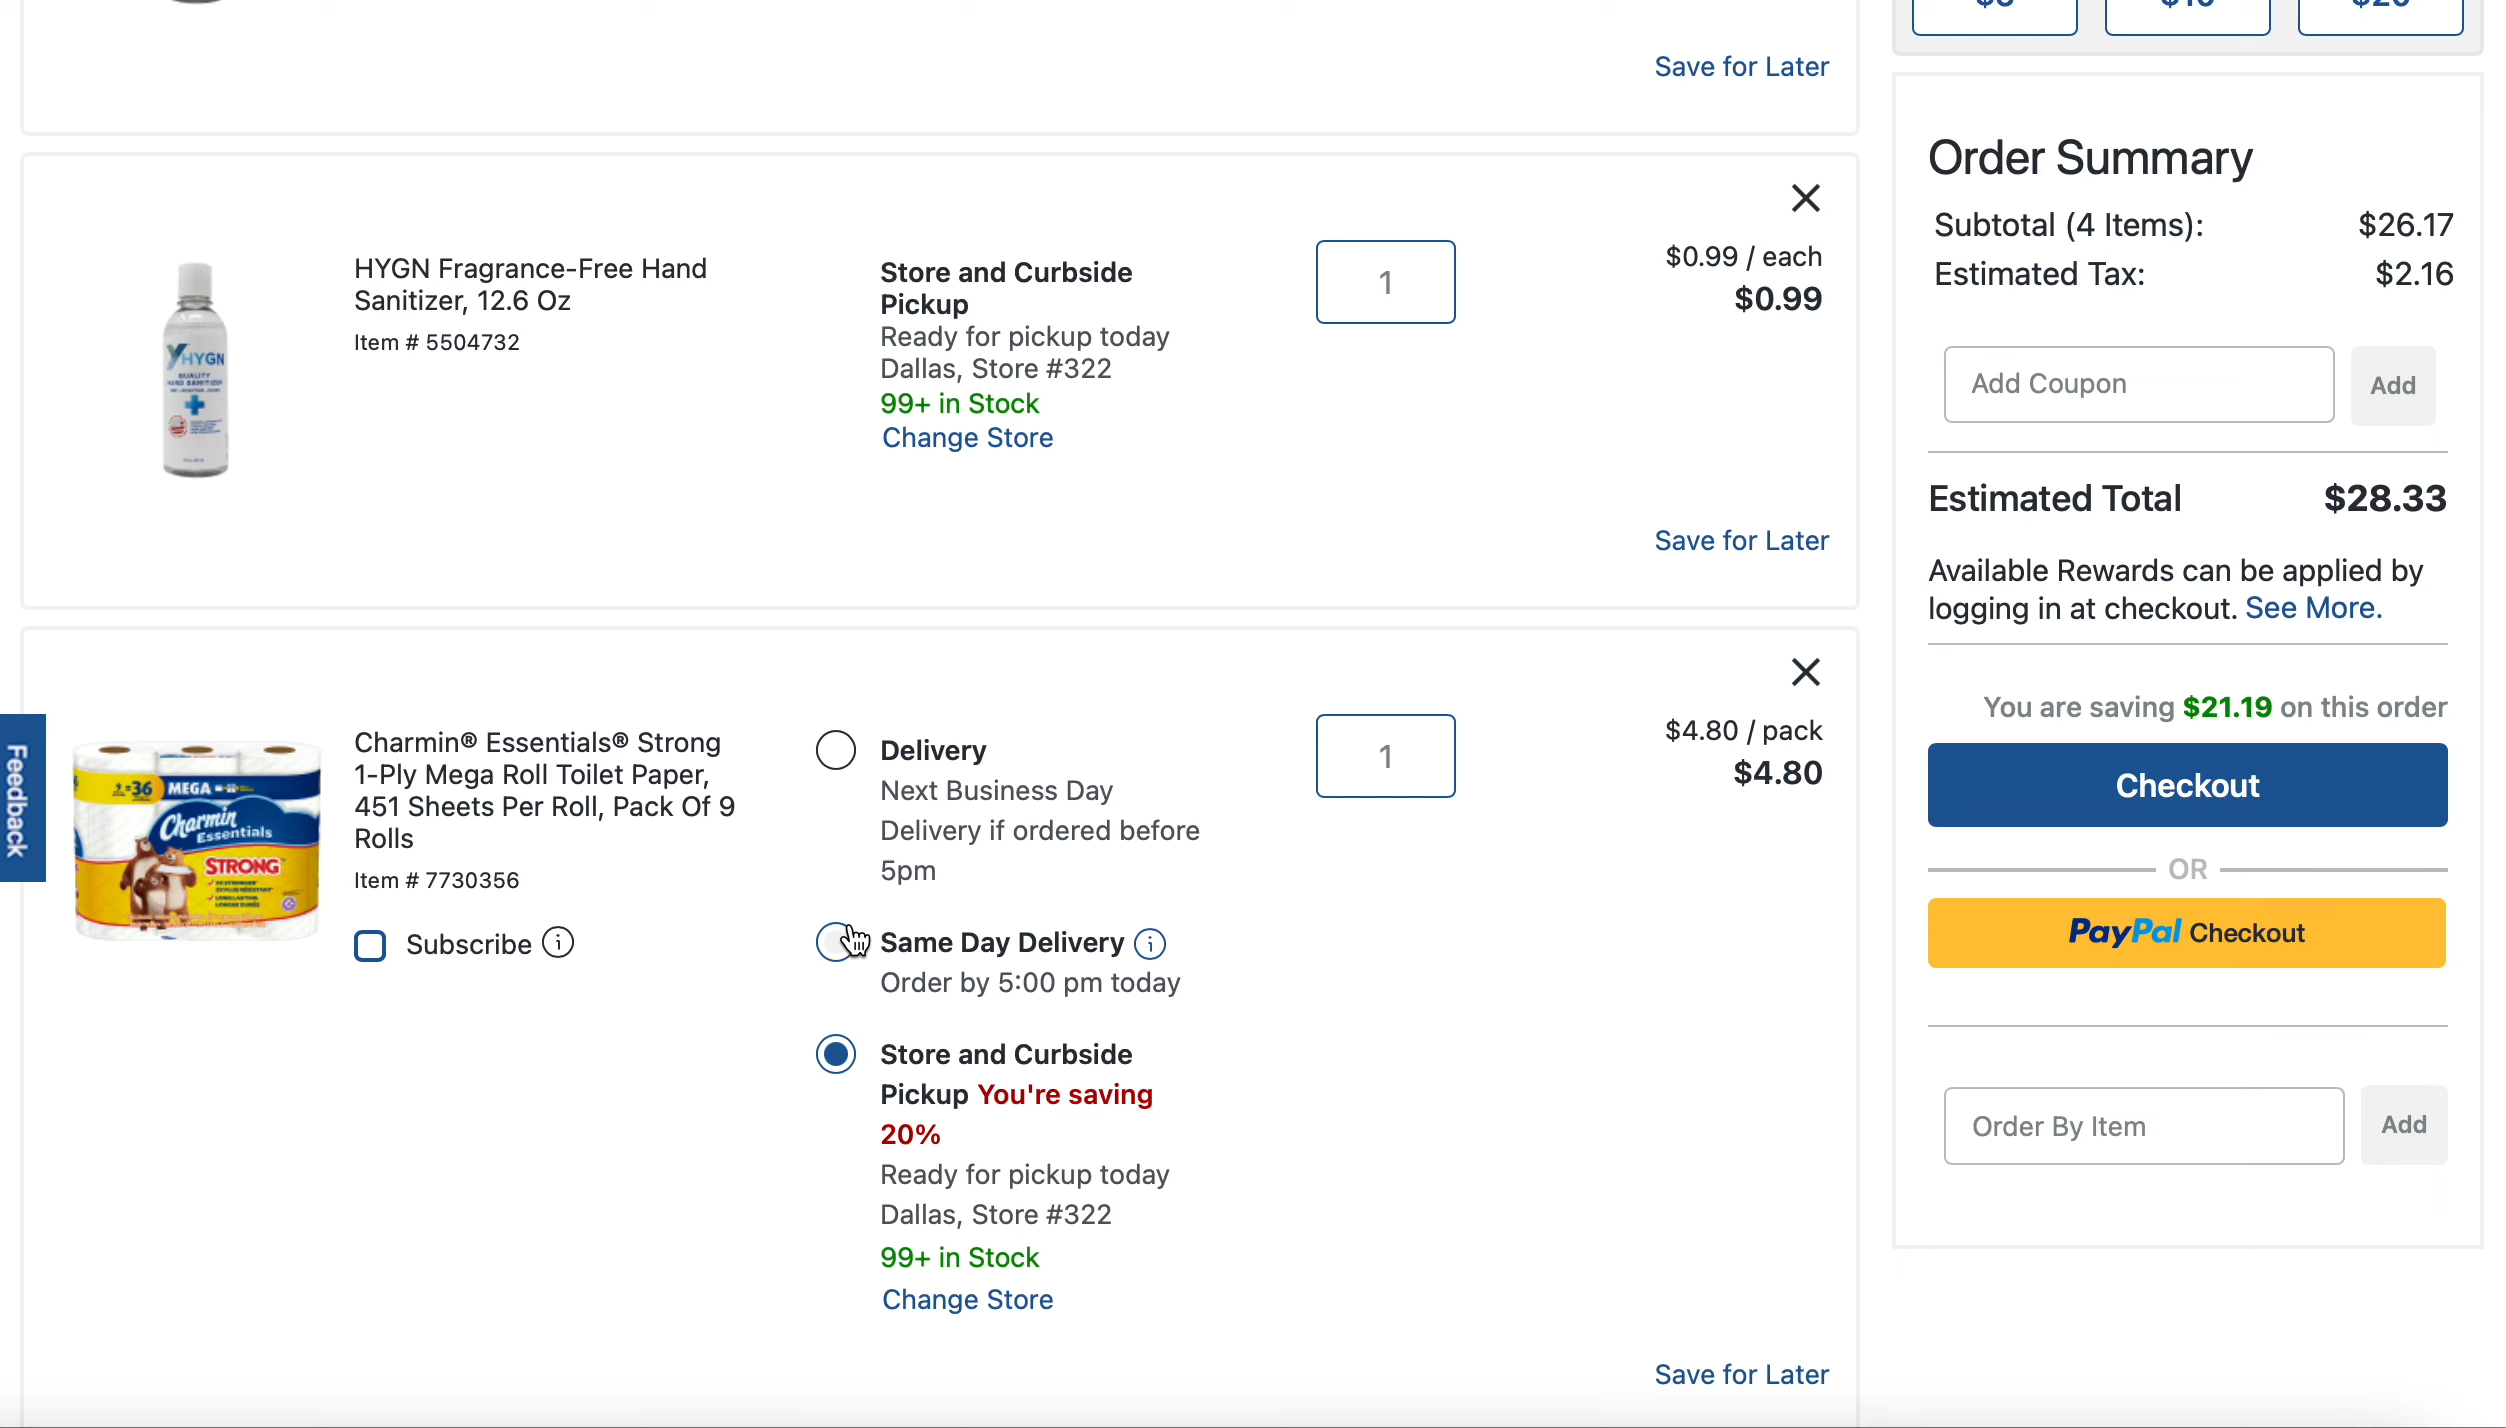 Save for Later
HYGN Fragrance-Free Hand
Sanitizer, 12.6 Oz
Item # 5504732
HYGN
Store and Curbside
Pickup
Ready for pickup today
Dallas, Store #322
99+ in Stock
Change Store
1
$0.99 / each
$0.99
Save for Later
Feedback
9=36 MEGA
Charmin
Essentials
STRONG
Charmin® Essentials® Strong
1-Ply Mega Roll Toilet Paper,
451 Sheets Per Roll, Pack Of 9
Rolls
Item # 7730356
Subscribe
Delivery
Next Business Day
Delivery if ordered before
5pm
Same Day Delivery
Order by 5:00 pm today
Store and Curbside
Pickup You're saving
20%
Ready for pickup today
Dallas, Store #322
99+ in Stock
Change Store
1
$4.80 / pack
$4.80
Save for Later
Order Summary
Subtotal (4 Items): $26.17
Estimated Tax: $2.16
Add Coupon Add
Estimated Total $28.33
Available Rewards can be applied by
logging in at checkout. See More.
You are saving $21.19 on this order
Checkout
OR
PayPal Checkout
Order By Item Add